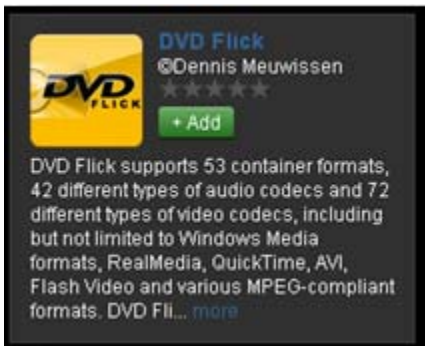 DVD Flick
©Dennis Meuwissen
DVD
FLICK
+ Add
DVD Flick supports 53 container formats,
42 different types of audio codecs and 72
different types of video codecs, including
but not limited to Windows Media
formats, RealMedia, QuickTime, AVI,
Flash Video and various MPEG-compliant
formats. DVD Fli... more